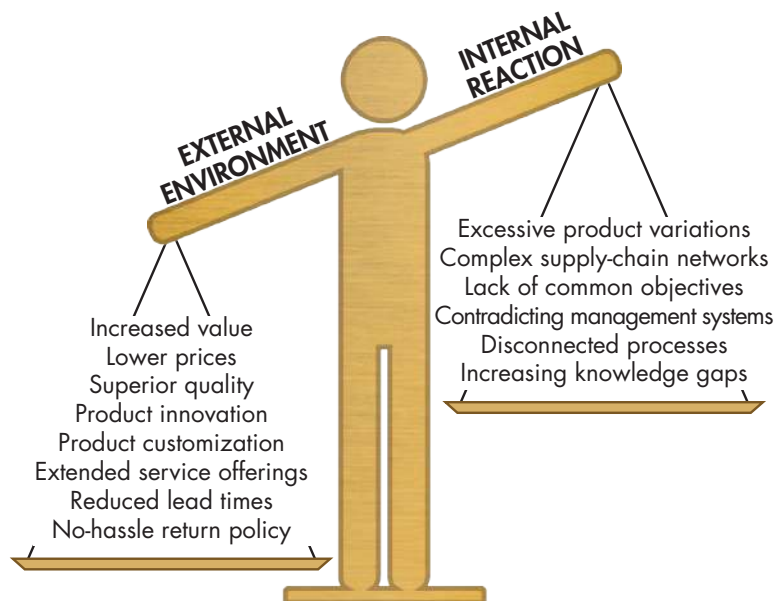 EXTERNAL
ENVIRONMENT
INTERNAL
REACTION
Increased value
Lower prices
Superior quality
Product innovation
Product customization
Extended service offerings
Reduced lead times
No-hassle return policy
Excessive product variations
Complex supply-chain networks
Lack of common objectives
Contradicting management systems
Disconnected processes
Increasing knowledge gaps